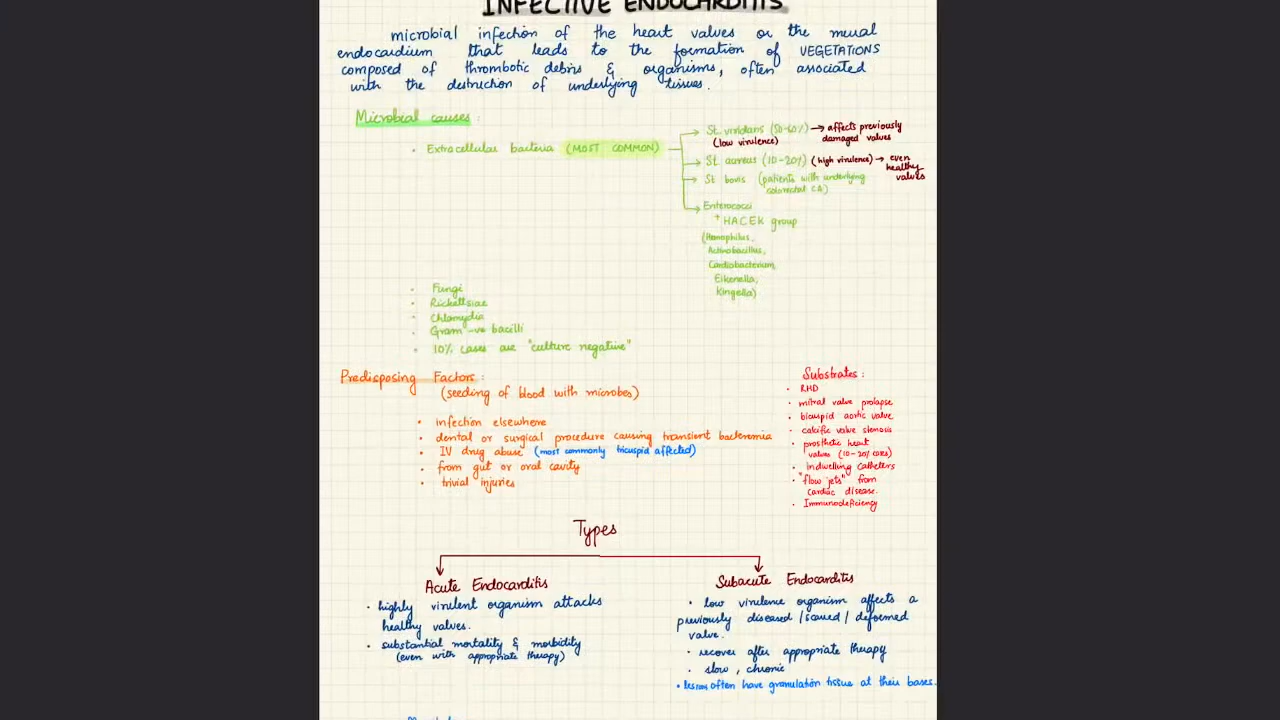 INFECTIVE ENDOCARDITIS
microbial infection of the heart valves or the mural
endocardium that leads to the formation of VEGETATIONS
composed of thrombotic debris & organisms, often associated
with the destruction of underlying tissues.
Microbial causes :
• Extracellular bacteria (MOST COMMON)
St. viridans (50-60%) → affects previously
damaged valves
(low virulence)
St. aureus (10-20%) (high virulence) → even
healthy
valves
St bovis (patients with underlying
colorectal CA)
Enterococci
+ HACEK group
(Hemophilus,
Actinobacillus,
Cardiobacterium,
Eikenella,
Kingella)
• Fungi
• Rickettsiae
• Chlamydia
• Gram -ve bacilli
• 10% cases are "culture negative"
Predisposing Factors :
(seeding of blood with microbes)
• infection elsewhere
• dental or surgical procedure causing transient bacteremia
• IV drug abuse (most commonly tricuspid affected)
• from gut or oral cavity
• trivial injuries
Substrates :
• RHD
• mitral valve prolapse
• bicuspid aortic valve
• calcific valve stenosis
• prosthetic heart
valves (10-20% cases)
• indwelling catheters
• "flow jets" from
cardiac disease.
• Immunodeficiency
Types
Acute Endocarditis
• highly virulent organism attacks
healthy valves.
• substantial mortality & morbidity
(even with appropriate therapy)
Subacute Endocarditis
• low virulence organism affects a
previously diseased / scarred / deformed
valve.
• recover after appropriate therapy
• slow, chronic
• lesions often have granulation tissue at their bases.